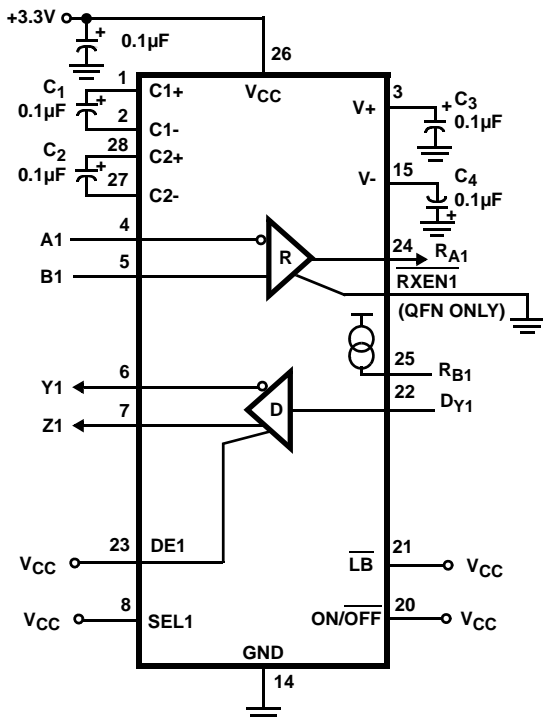 +3.3V
0.1µF
26
1
C1
0.1µF
C1+
VCC
3
V+
C3
0.1µF
2
C1-
28
C2
0.1µF
C2+
27
C2-
15
V-
C4
0.1µF
4
A1
R
24
RA1
5
B1
RXEN1
(QFN ONLY)
25
RB1
6
Y1
22
DY1
D
7
Z1
23
VCC
DE1
21
LB
VCC
8
VCC
SEL1
20
ON/OFF
VCC
GND
14